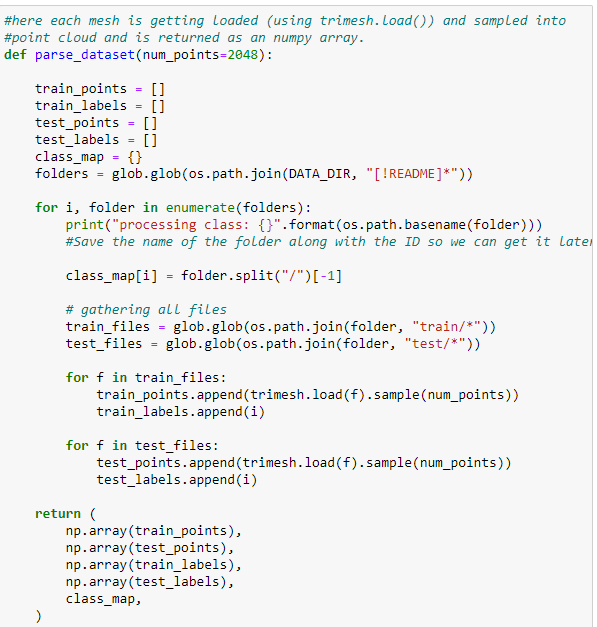 #here each mesh is getting loaded (using trimesh.load()) and sampled into
#point cloud and is returned as an numpy array.
def parse_dataset(num_points=2048):

    train_points = []
    train_labels = []
    test_points = []
    test_labels = []
    class_map = {}
    folders = glob.glob(os.path.join(DATA_DIR, "[!README]*"))

    for i, folder in enumerate(folders):
        print("processing class: {}".format(os.path.basename(folder)))
        #Save the name of the folder along with the ID so we can get it later

        class_map[i] = folder.split("/")[-1]

        # gathering all files
        train_files = glob.glob(os.path.join(folder, "train/*"))
        test_files = glob.glob(os.path.join(folder, "test/*"))

        for f in train_files:
            train_points.append(trimesh.load(f).sample(num_points))
            train_labels.append(i)

        for f in test_files:
            test_points.append(trimesh.load(f).sample(num_points))
            test_labels.append(i)

    return (
        np.array(train_points),
        np.array(test_points),
        np.array(train_labels),
        np.array(test_labels),
        class_map,
    )